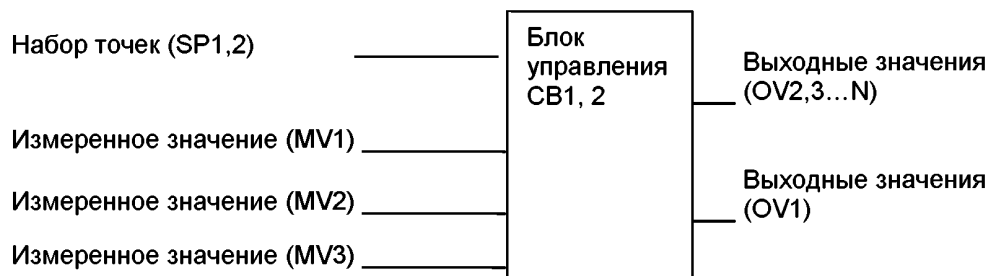 Набор точек (SP1,2)
Блок
управления
CB1, 2
Выходные значения
(OV2,3...N)
Измеренное значение (MV1)
Измеренное значение (MV2)
Выходные значения
(OV1)
Измеренное значение (MV3)